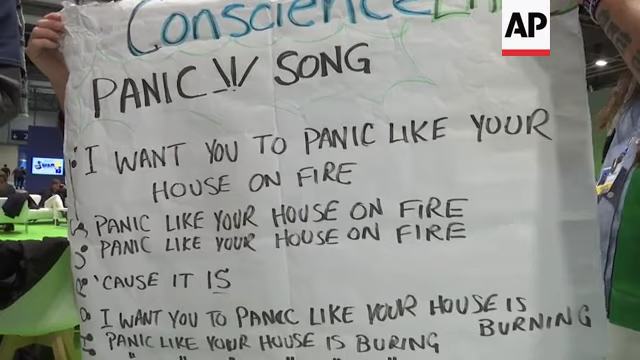 Conscience
AP
PANIC \!/ SONG
I WANT YOU TO PANIC LIKE YOUR
HOUSE ON FIRE
PANIC LIKE YOUR HOUSE ON FIRE
PANIC LIKE YOUR HOUSE ON FIRE
'CAUSE IT IS
I WANT YOU TO PANIC LIKE YOUR HOUSE IS
BURNING
PANIC LIKE YOUR HOUSE IS BURING